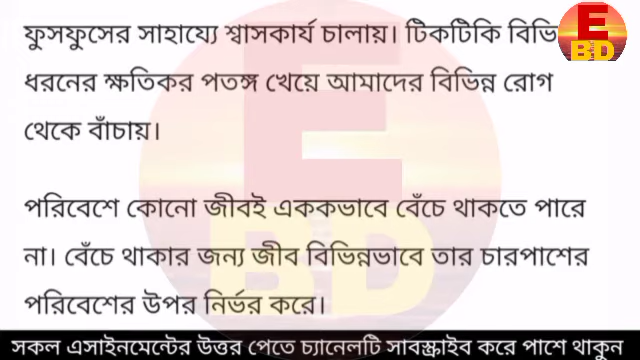 ফুসফুসের সাহায্যে শ্বাসকার্য চালায়। টিকটিকি
ধরনের ক্ষতিকর পতঙ্গ খেয়ে আমাদের বিভিন্ন রোগ
থেকে বাঁচায়।
পরিবেশে কোনো জীবই এককভাবে বেঁচে থাকতে পারে
না। বেঁচে থাকার জন্য জীব বিভিন্নভাবে তার চারপাশের
পরিবেশের উপর নির্ভর করে।
সকল এসাইনমেন্টের উত্তর পেতে চ্যানেলটি সাবস্ক্রাইব করে পাশে থাকুন
E
BD
E
BD